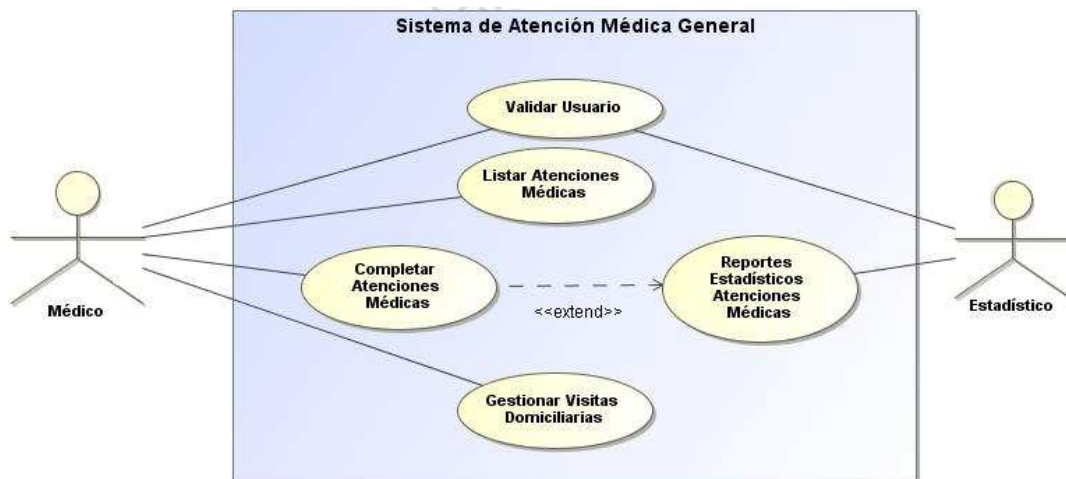 Sistema de Atención Médica General
Validar Usuario
Listar Atenciones
Médicas
Completar
Atenciones
Médicas
<<extend>>
Reportes
Estadísticos
Atenciones
Médicas
Gestionar Visitas
Domiciliarias
Médico
Estadístico